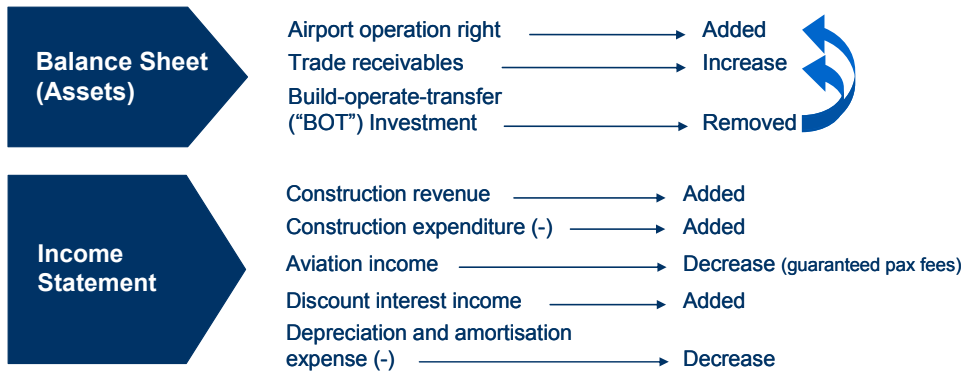 Balance Sheet
(Assets)
Airport operation right Added
Trade receivables Increase
Build-operate-transfer
("BOT") Investment Removed
Income
Statement
Construction revenue Added
Construction expenditure (-) Added
Aviation income Decrease (guaranteed pax fees)
Discount interest income Added
Depreciation and amortisation
expense (-) Decrease